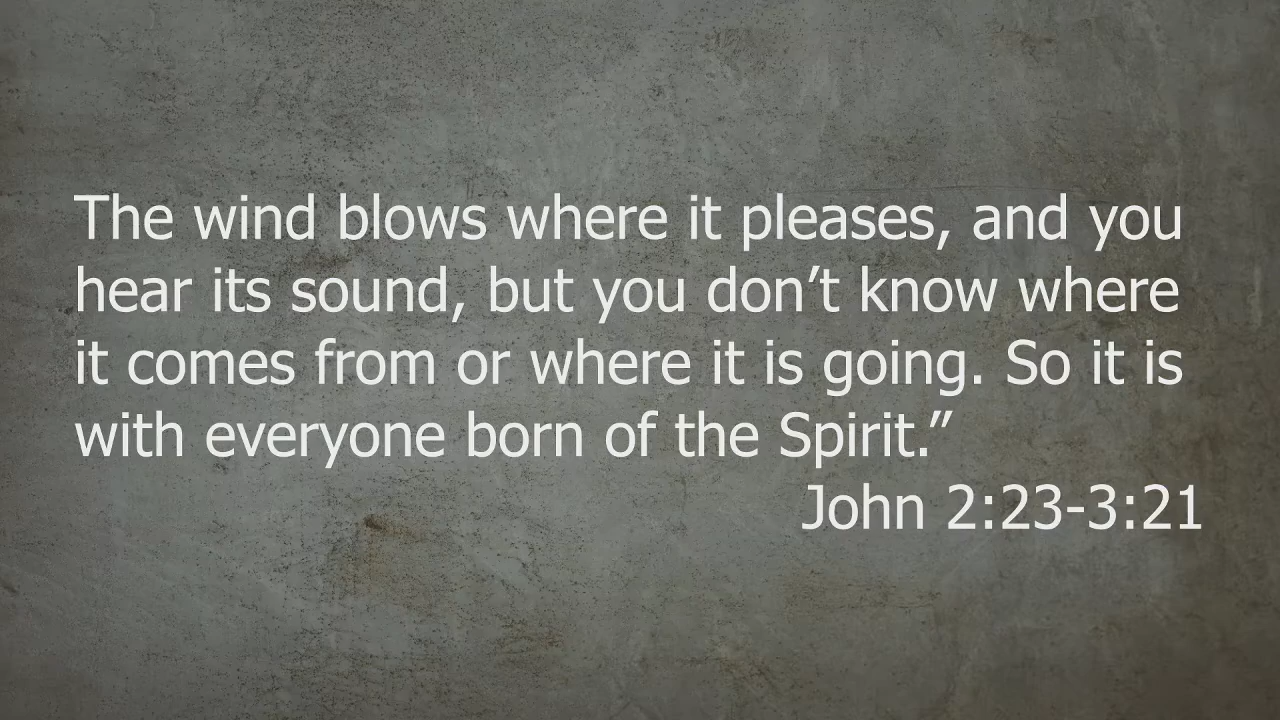 The wind blows where it pleases, and you
hear its sound, but you don’t know where
it comes from or where it is going. So it is
with everyone born of the Spirit.”
John 2:23-3:21